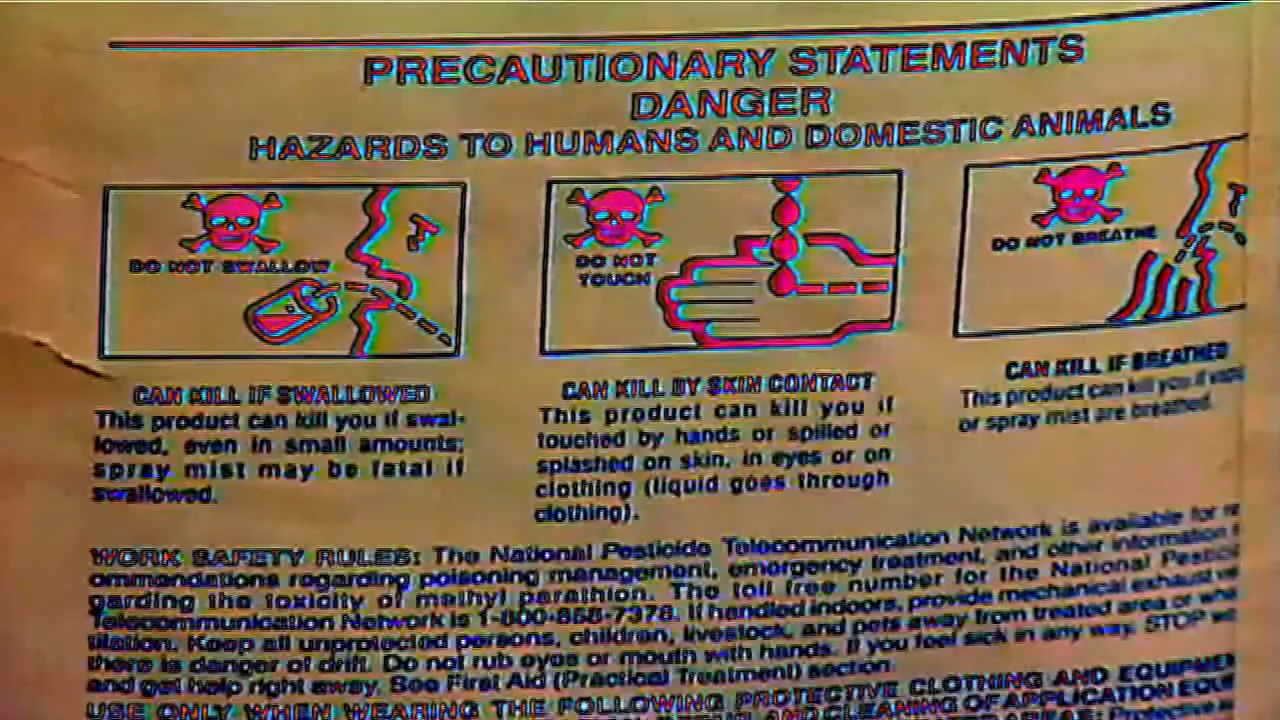 PRECAUTIONARY STATEMENTS
DANGER
HAZARDS TO HUMANS AND DOMESTIC ANIMALS
DO NOT SWALLOW
DO NOT
TOUCH
DO NOT BREATHE
CAN KILL IF SWALLOWED
This product can kill you if swal-
lowed, even in small amounts;
spray mist may be fatal if
swallowed.
CAN KILL BY SKIN CONTACT
This product can kill you if
touched by hands or spilled or
splashed on skin, in eyes or on
clothing (liquid goes through
clothing).
CAN KILL IF BREATHED
This product can kill you if
or spray mist are breathed.
WORK SAFETY RULES: The National Pesticide Telecommunication Network is available for
ommendations regarding poisoning management, emergency treatment, and other information
garding the toxicity of methyl parathion. The toll free number for the National
Telecommunication Network is 1-800-858-7378. If handled indoors, provide mechanical exhaust
tilation. Keep all unprotected persons, children, livestock, and pets away from treated area or
there is danger of drift. Do not rub eyes or mouth with hands. If you feel sick in any way, STOP
and get help right away. See First Aid (Practical Treatment) section.
USE ONLY WHEN WEARING THE FOLLOWING PROTECTIVE CLOTHING AND
AND CLEANING OF APPLICATION